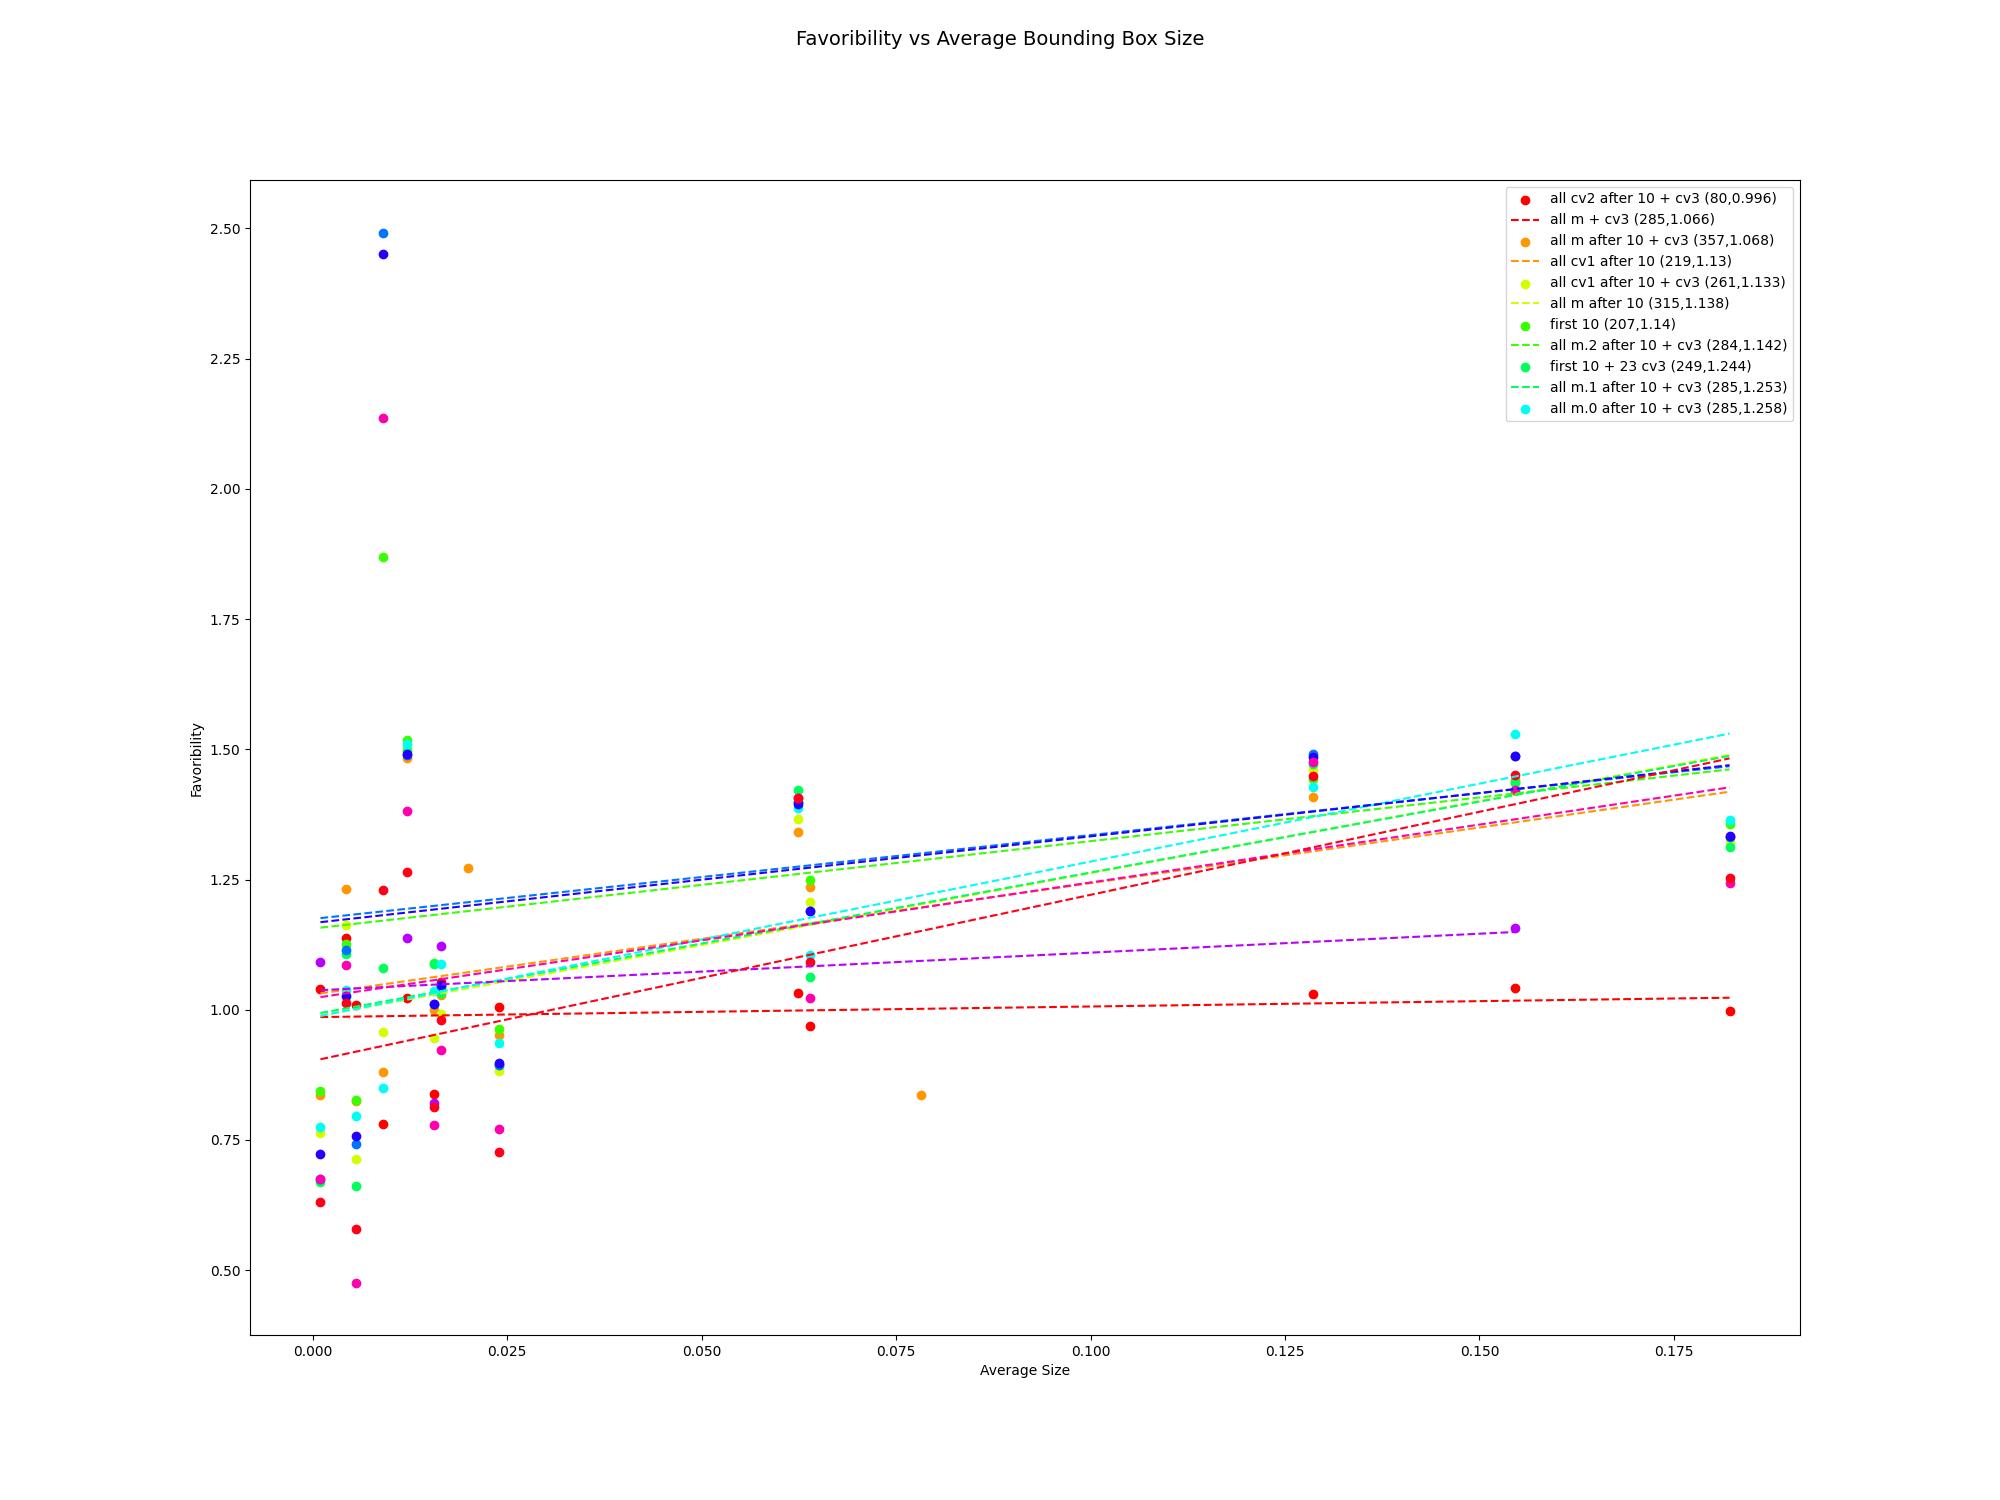 Favoribility vs Average Bounding Box Size
all cv2 after 10 + cv3 (80,0.996)
all m + cv3 (285,1.066)
all m after 10 + cv3 (357,1.068)
all cv1 after 10 (219,1.13)
all cv1 after 10 + cv3 (261,1.133)
all m after 10 (315,1.138)
first 10 (207,1.14)
all m.2 after 10 + cv3 (284,1.142)
first 10 + 23 cv3 (249,1.244)
all m.1 after 10 + cv3 (285,1.253)
all m.0 after 10 + cv3 (285,1.258)
2.50
2.25
2.00
1.75
1.50
1.25
1.00
0.75
0.50
Favoribility
0.000 0.025 0.050 0.075 0.100 0.125 0.150 0.175
Average Size